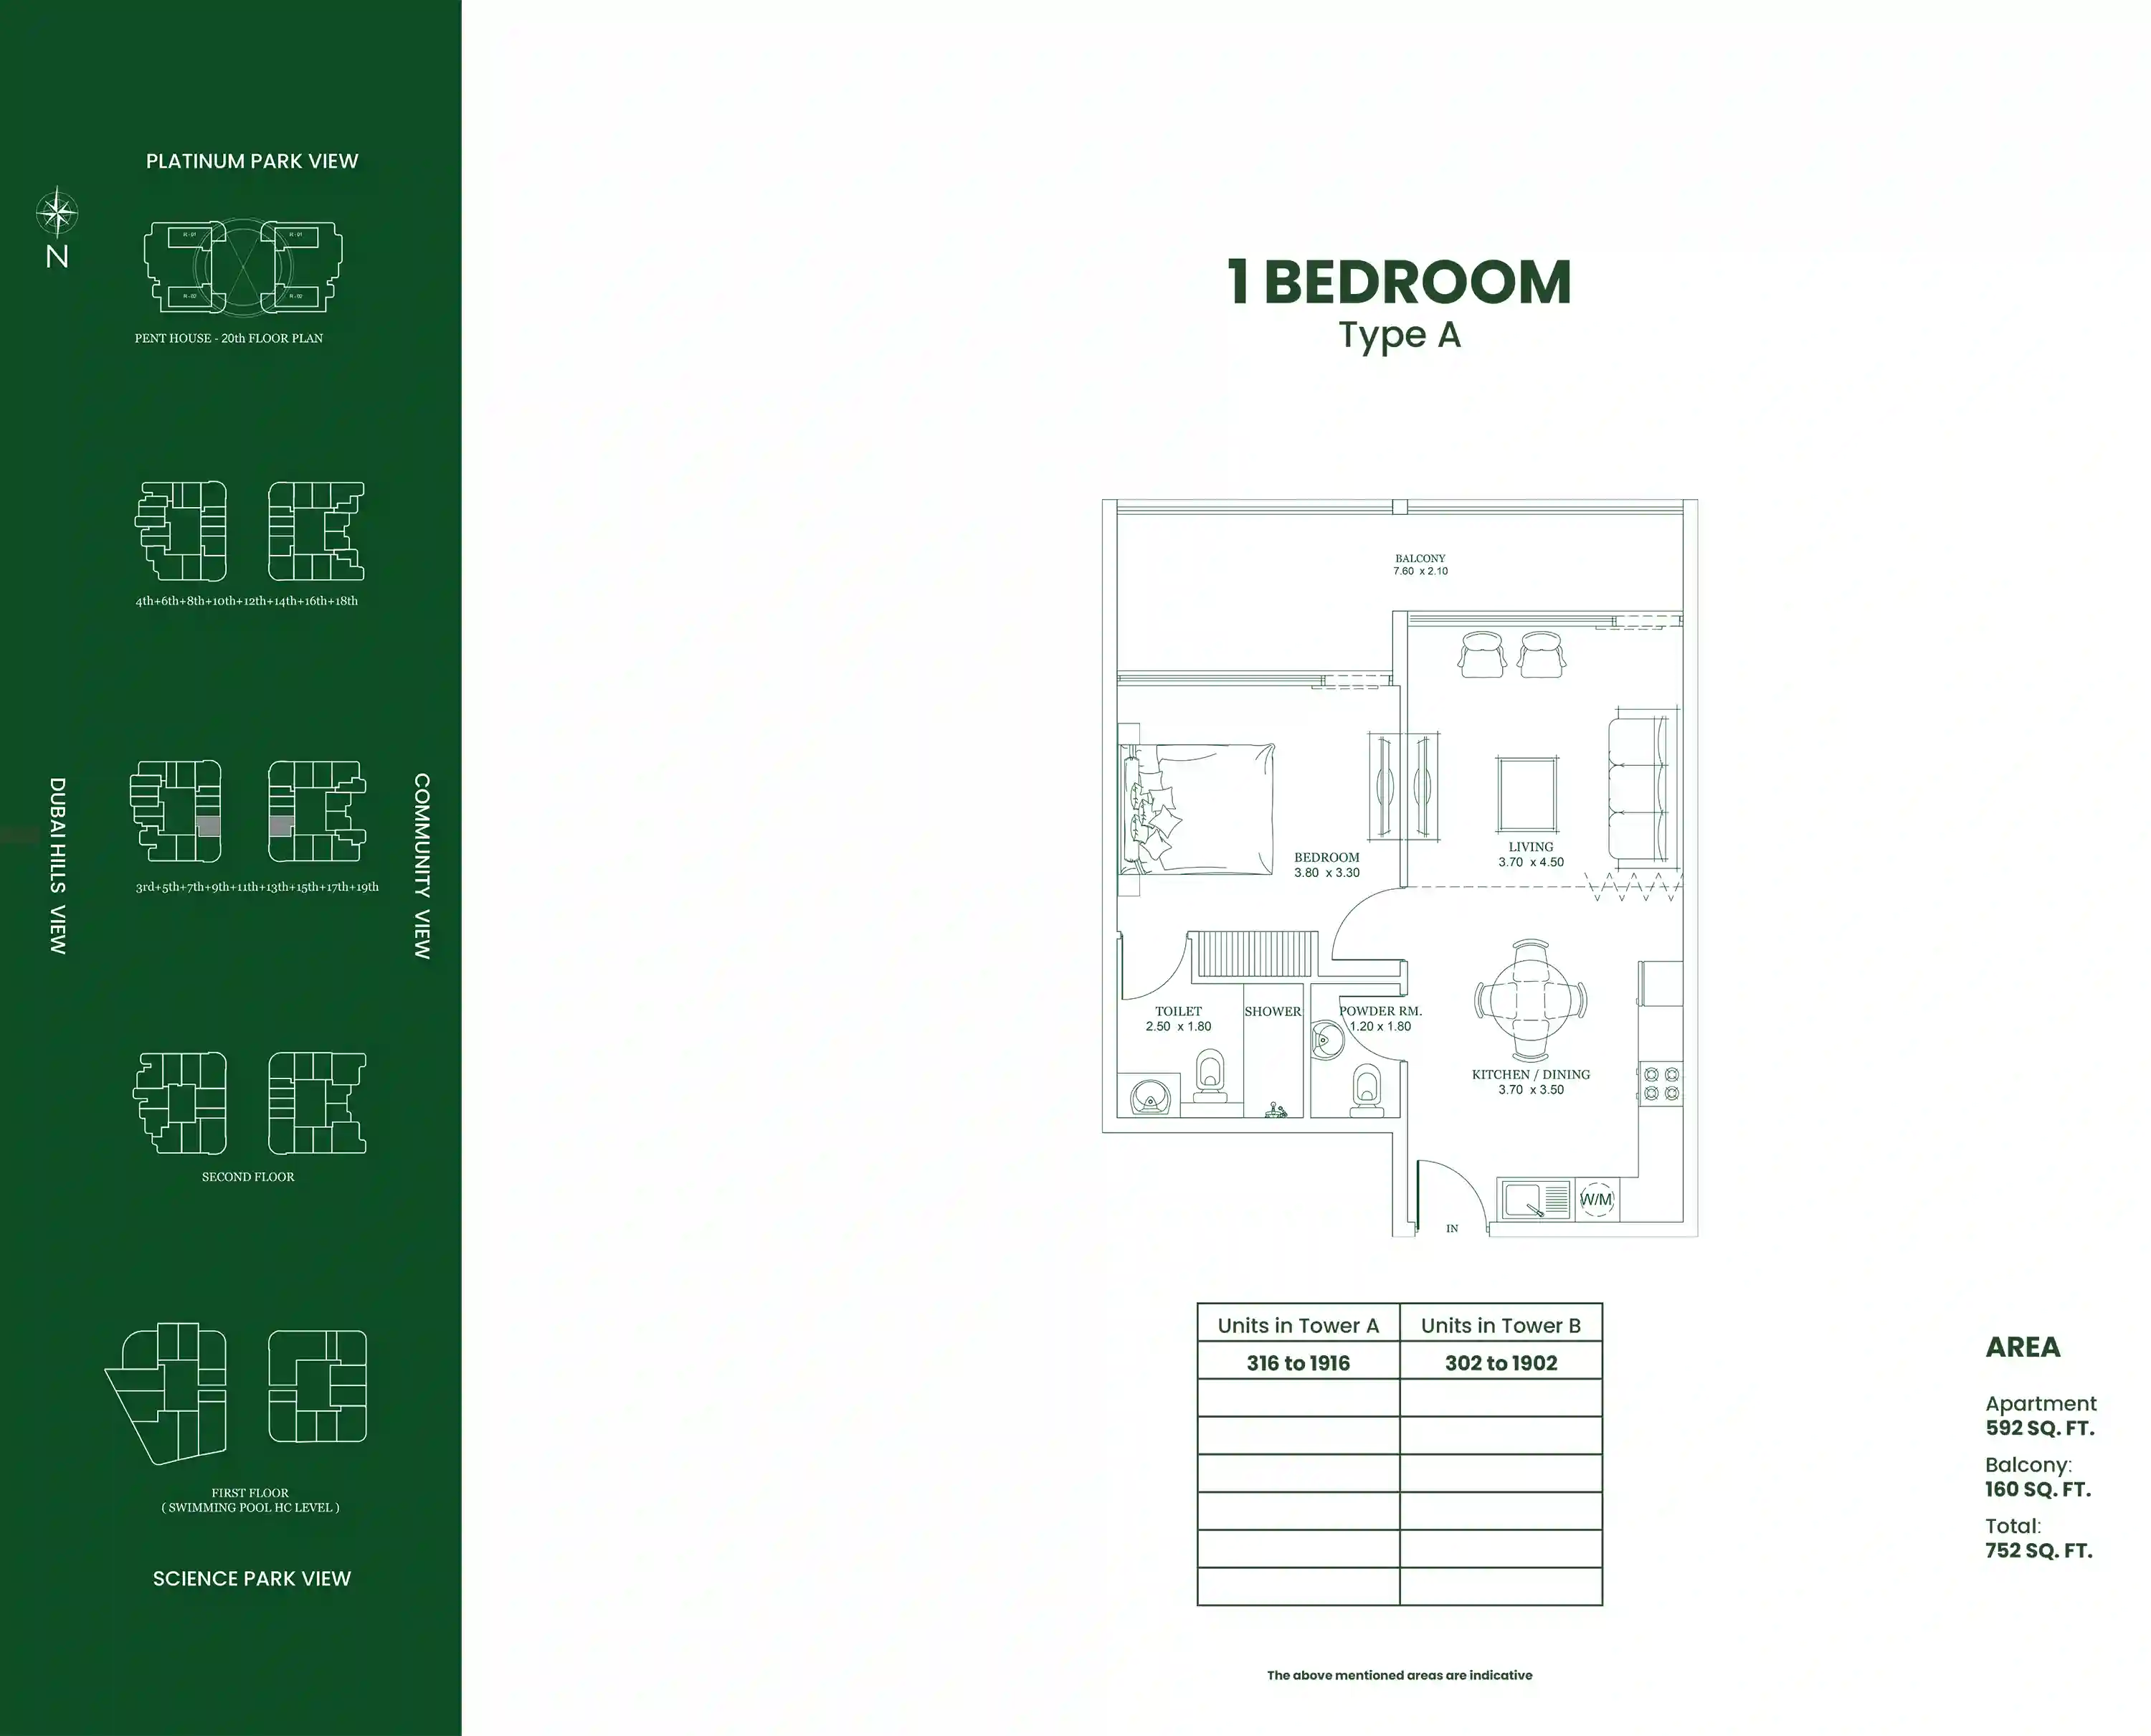 PLATINUM PARK VIEW
N
R - 01
R - 01
R - 02
R - 02
PENT HOUSE - 20th FLOOR PLAN
4th+6th+8th+10th+12th+14th+16th+18th
3rd+5th+7th+9th+11th+13th+15th+17th+19th
DUBAI HILLS VIEW
COMMUNITY VIEW
SECOND FLOOR
FIRST FLOOR
( SWIMMING POOL HC LEVEL )
SCIENCE PARK VIEW
1 BEDROOM
Type A
BALCONY
7.60 x 2.10
LIVING
3.70 x 4.50
BEDROOM
3.80 x 3.30
TOILET
2.50 x 1.80
SHOWER
POWDER RM.
1.20 x 1.80
KITCHEN / DINING
3.70 x 3.50
W/M
IN
Units in Tower A Units in Tower B
316 to 1916 302 to 1902
AREA
Apartment
592 SQ. FT.
Balcony:
160 SQ. FT.
Total:
752 SQ. FT.
The above mentioned areas are indicative